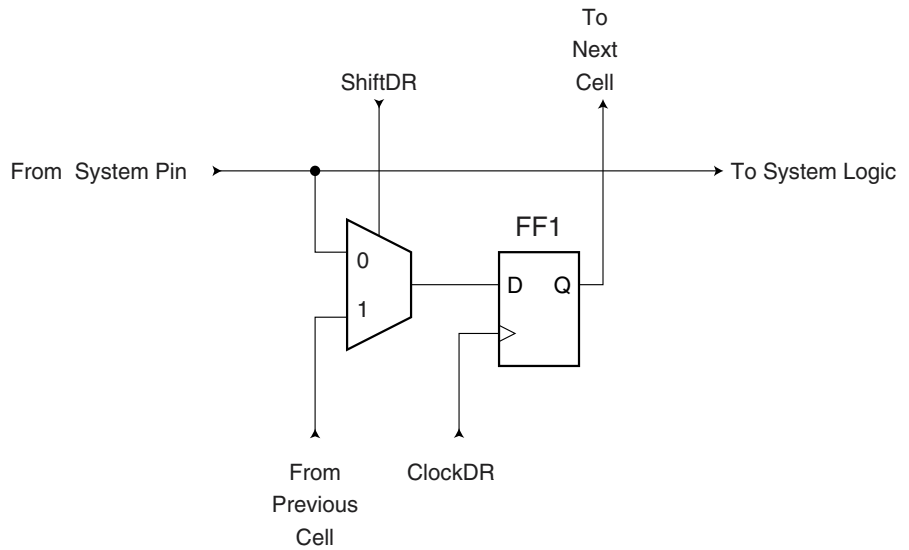 To
Next
Cell
ShiftDR
From System Pin
To System Logic
FF1
0
D Q
1
From
Previous
Cell
ClockDR